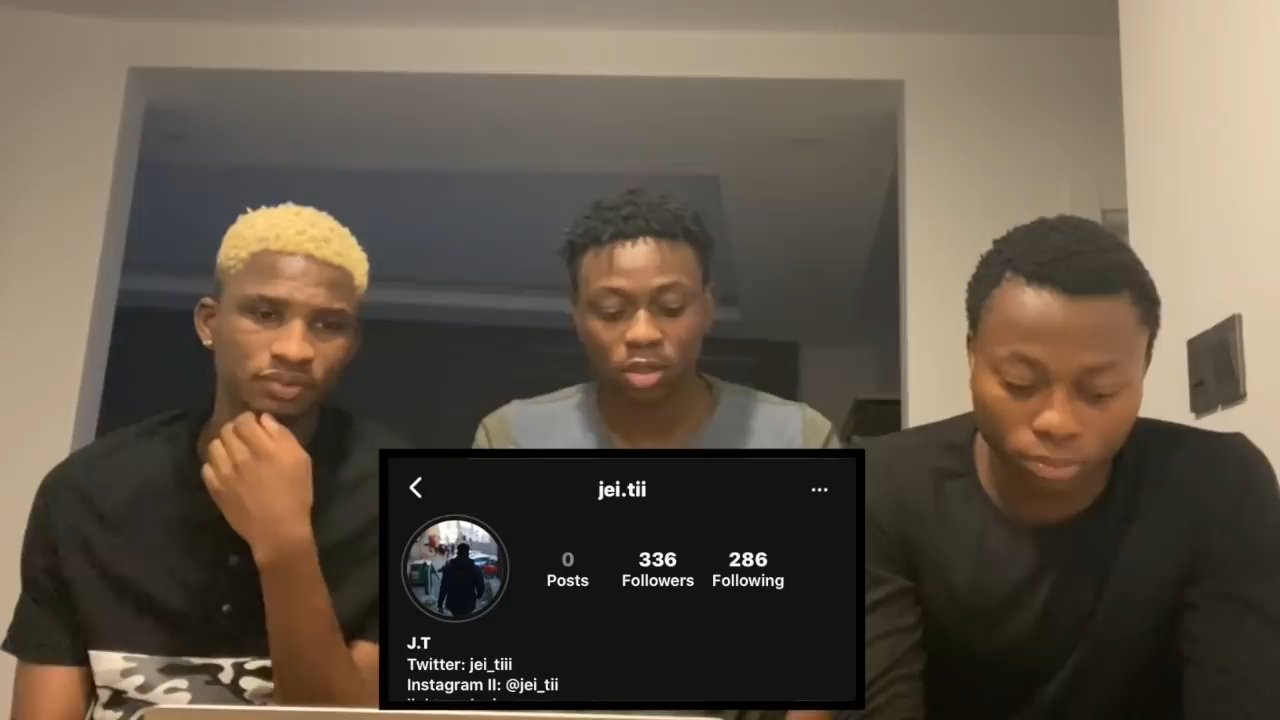 jei.tii
0 336 286
Posts Followers Following
J.T
Twitter: jei_tiii
Instagram II: @jei_tii